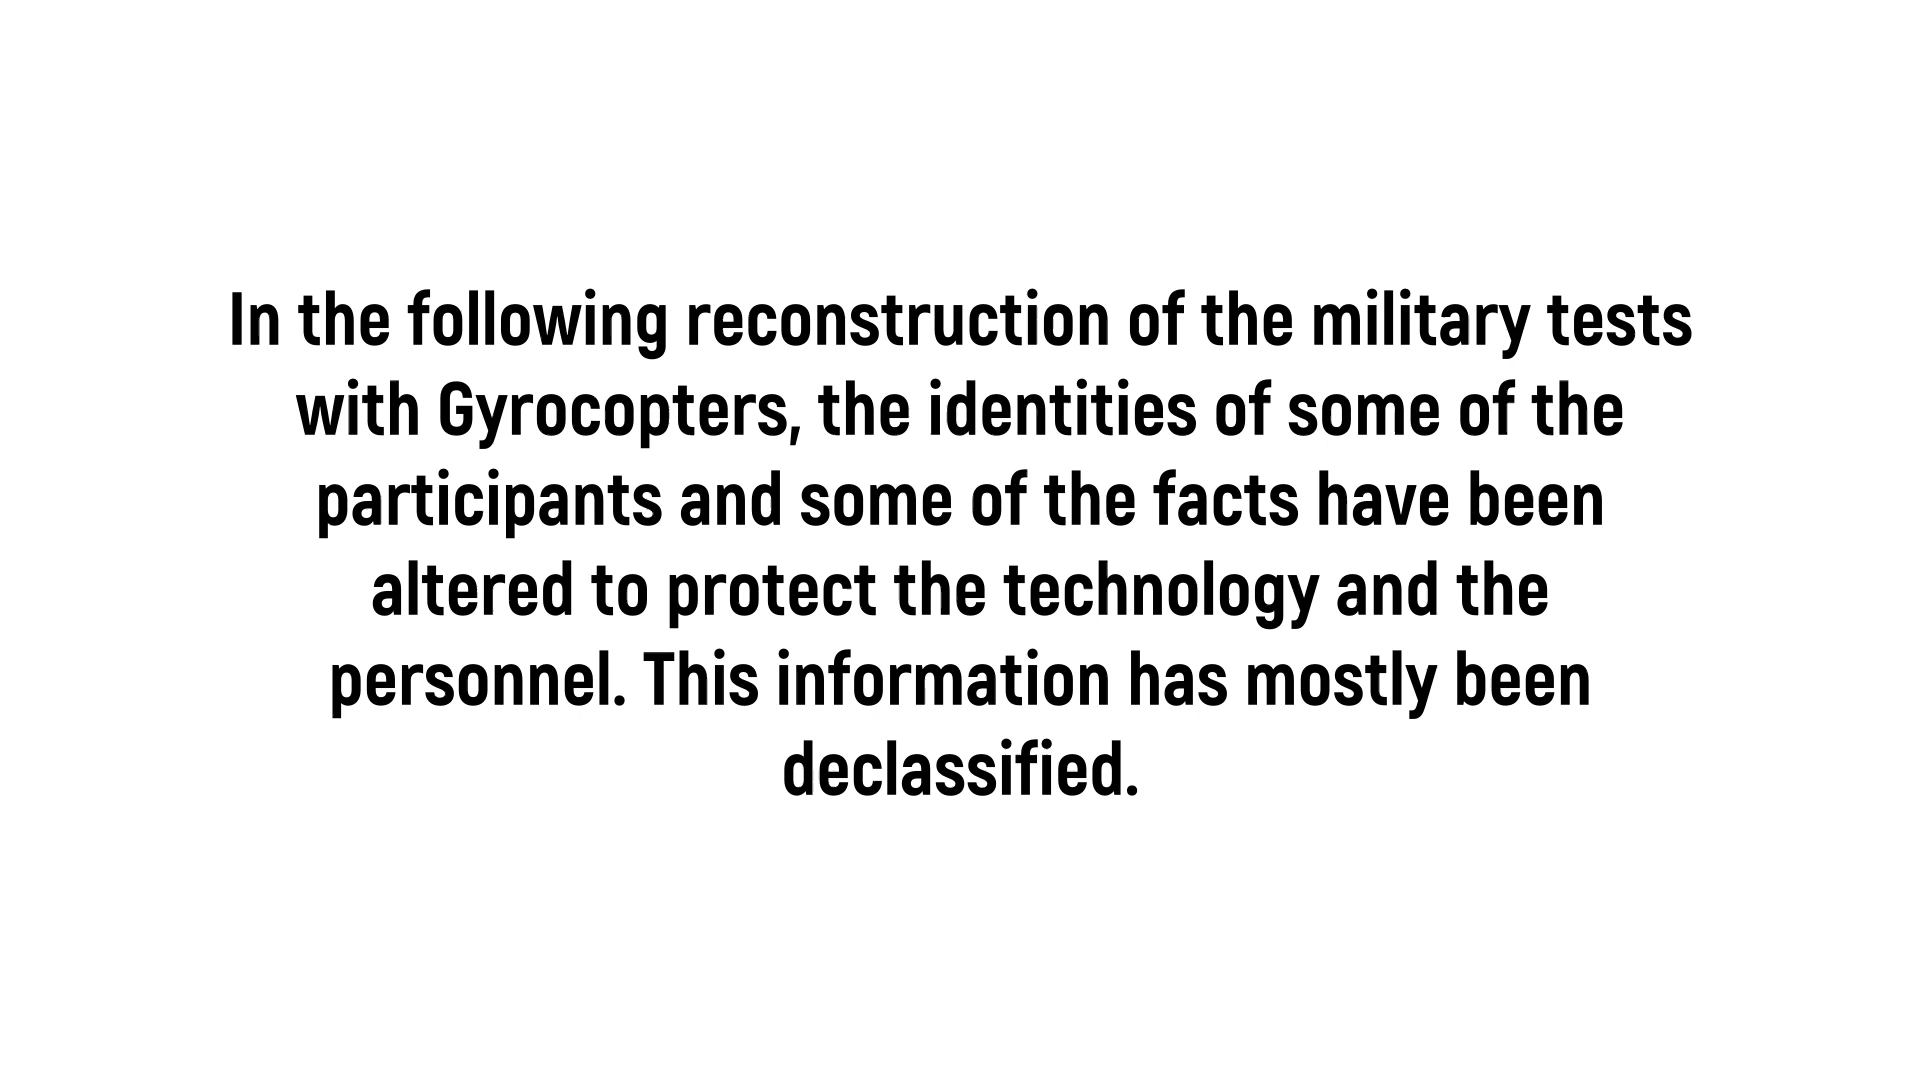 In the following reconstruction of the military tests
with Gyrocopters, the identities of some of the
participants and some of the facts have been
altered to protect the technology and the
personnel. This information has mostly been
declassified.